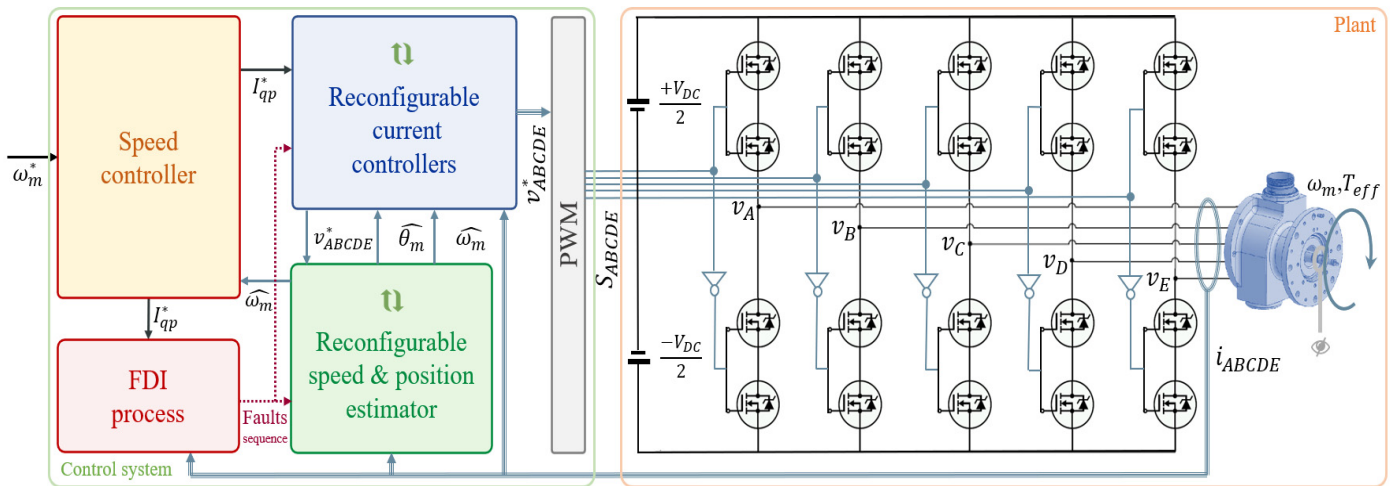 ω*m
Speed
controller
I*qp
Reconfigurable
current
controllers
v*ABCDE
PWM
SABCDE
v*ABCDE
θ̂m
ω̂m
ω̂m
I*qp
FDI
process
Faults
sequence
Reconfigurable
speed & position
estimator
Control system
Plant
+VDC
2
−VDC
2
vA
vB
vC
vD
vE
ωm,Teff
iABCDE